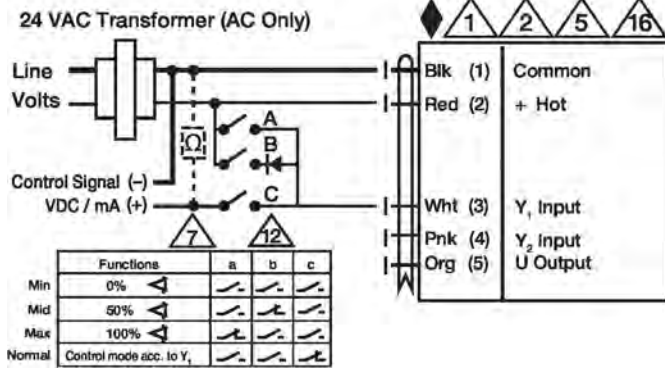 24 VAC Transformer (AC Only)
1 2 5 16
Line
Volts
Blk (1) Common
Red (2) + Hot
A
B
Ω
Control Signal (–)
VDC / mA (+)
C
Wht (3) Y₁ Input
Pnk (4) Y₂ Input
Org (5) U Output
7 12
Functions a b c
Min 0%
Mid 50%
Max 100%
Normal Control mode acc. to Y₁